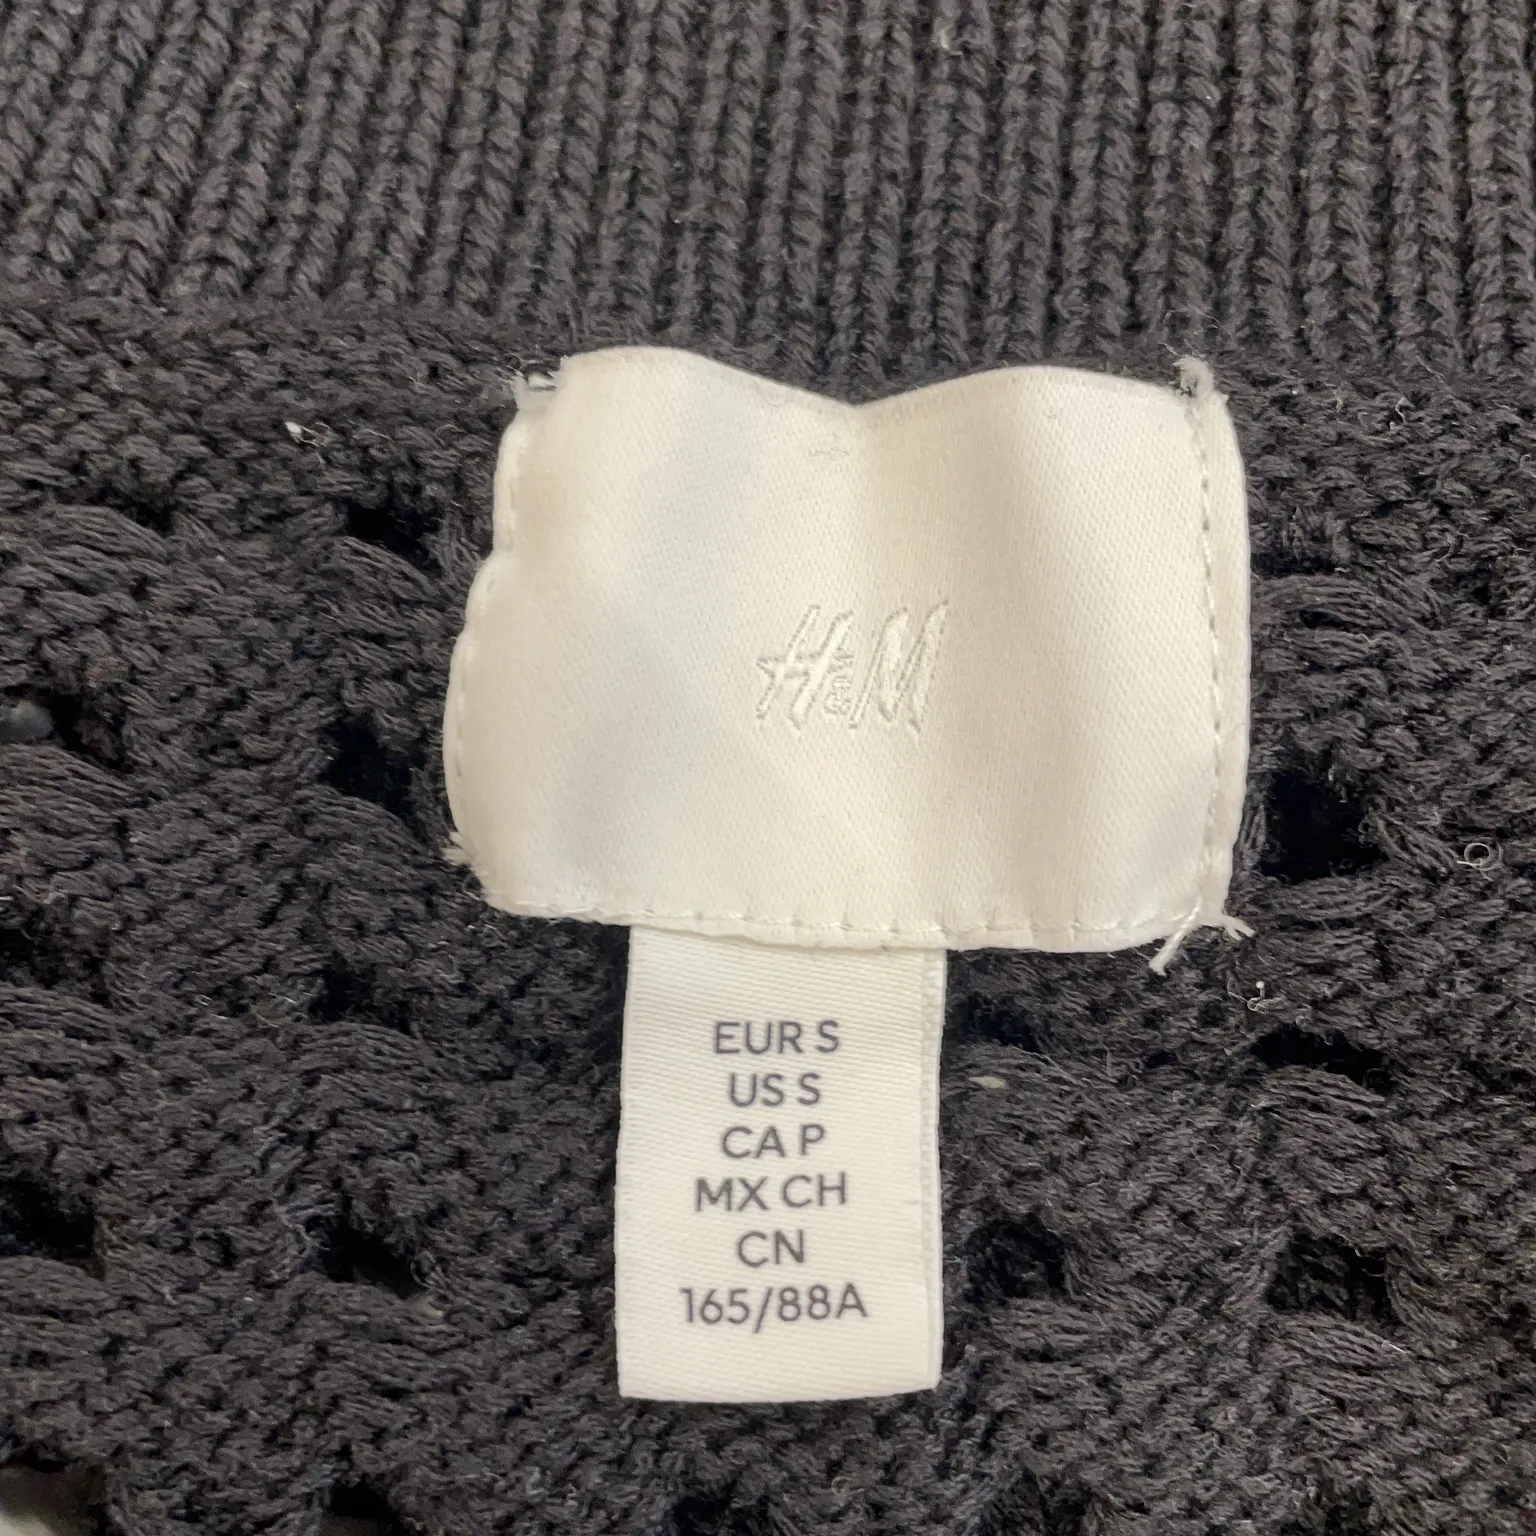 H&M
EUR S
US S
CA P
MX CH
CN
165/88A